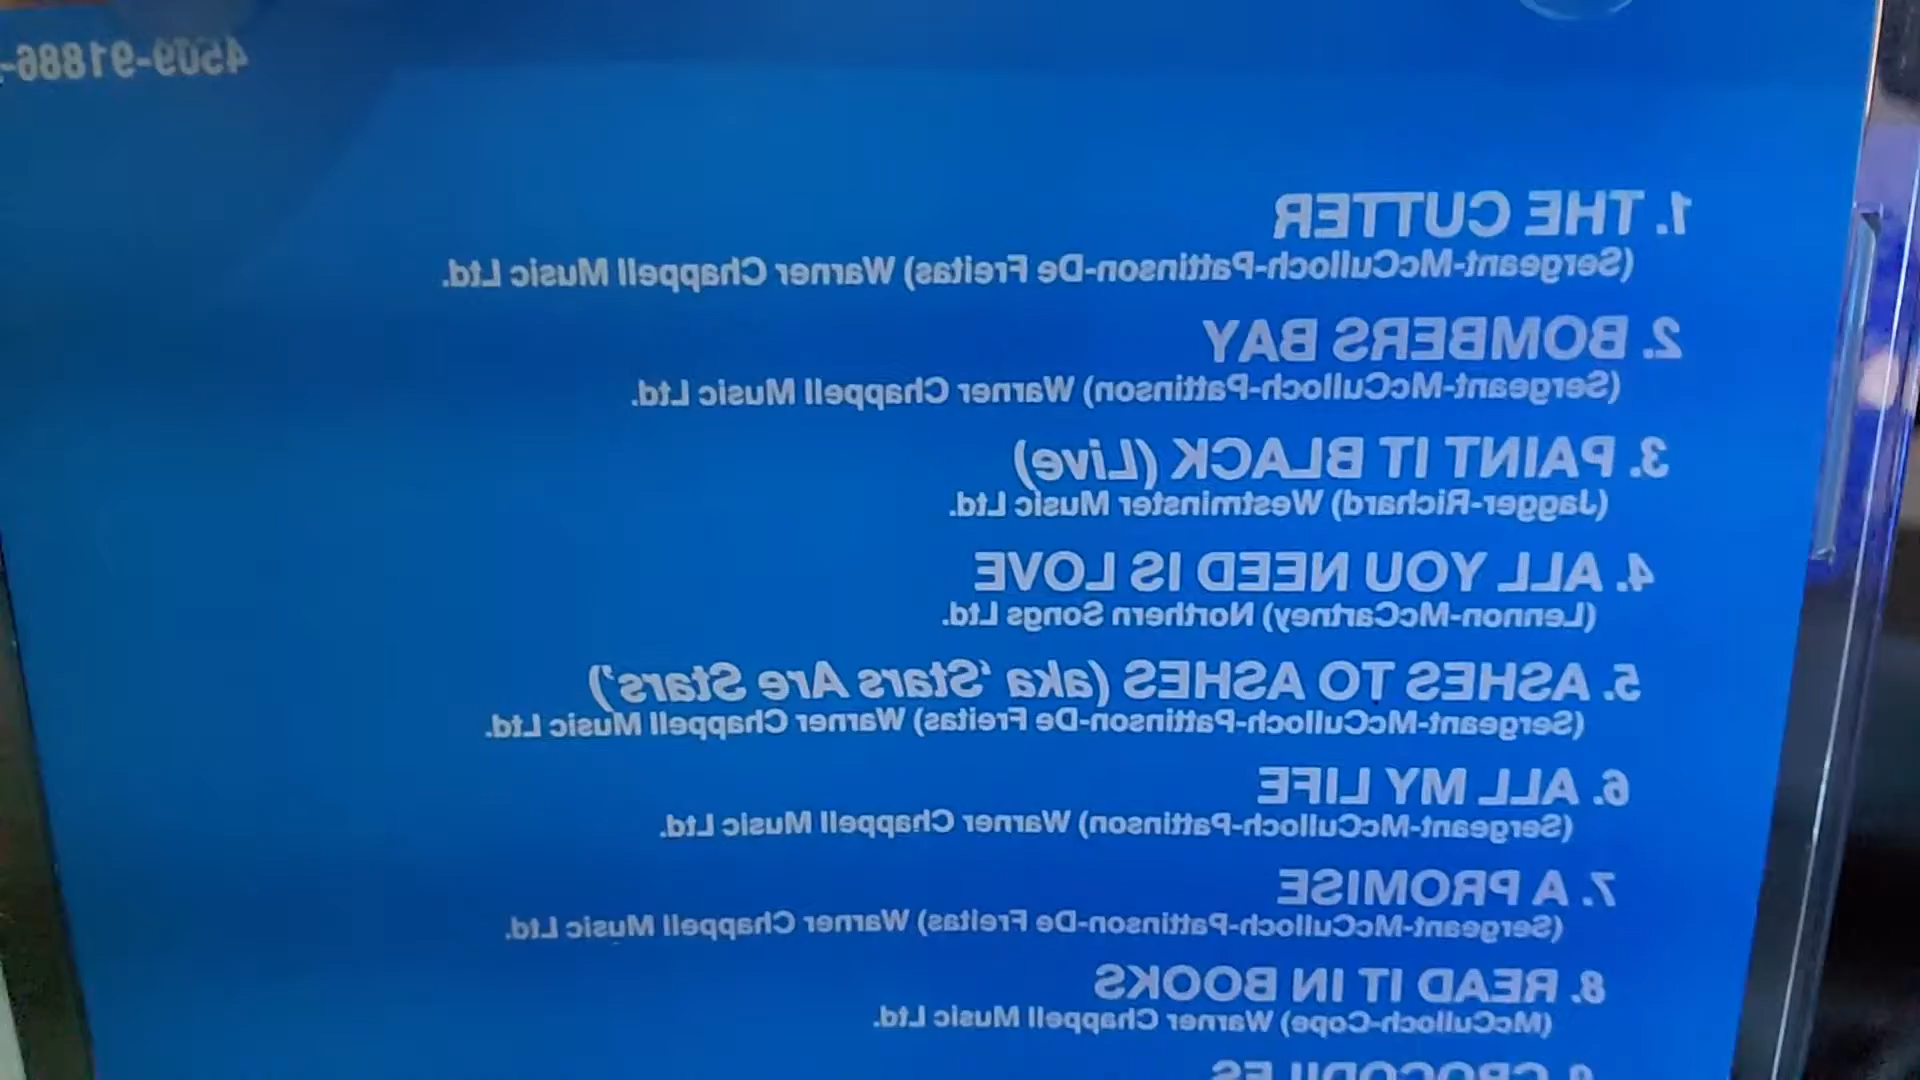 4509-91886-
1. THE CUTTER
(Sergeant-McCulloch-Pattinson-De Freitas) Warner Chappell Music Ltd.
2. BOMBERS BAY
(Sergeant-McCulloch-Pattinson) Warner Chappell Music Ltd.
3. PAINT IT BLACK (Live)
(Jagger-Richard) Westminster Music Ltd.
4. ALL YOU NEED IS LOVE
(Lennon-McCartney) Northern Songs Ltd.
5. ASHES TO ASHES (aka ‘Stars Are Stars’)
(Sergeant-McCulloch-Pattinson-De Freitas) Warner Chappell Music Ltd.
6. ALL MY LIFE
(Sergeant-McCulloch-Pattinson) Warner Chappell Music Ltd.
7. A PROMISE
(Sergeant-McCulloch-Pattinson-De Freitas) Warner Chappell Music Ltd.
8. READ IT IN BOOKS
(McCulloch-Cope) Warner Chappell Music Ltd.
9. CROCODILES